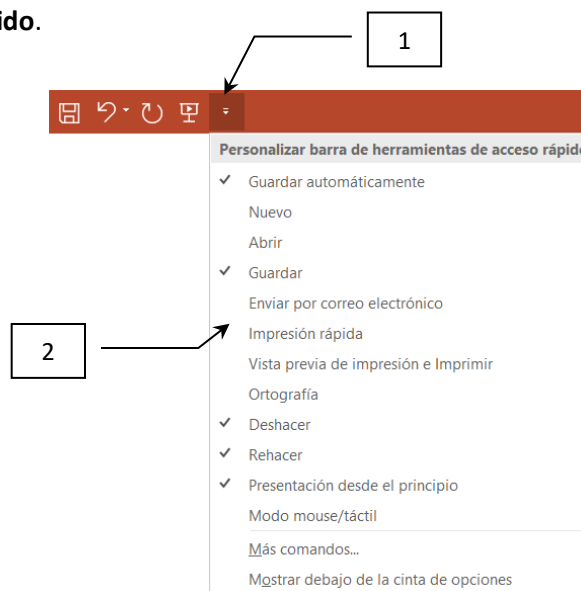 ido.
1
Personalizar barra de herramientas de acceso rápido
Guardar automáticamente
Nuevo
Abrir
Guardar
Enviar por correo electrónico
2
Impresión rápida
Vista previa de impresión e Imprimir
Ortografía
Deshacer
Rehacer
Presentación desde el principio
Modo mouse/táctil
Más comandos...
Mostrar debajo de la cinta de opciones